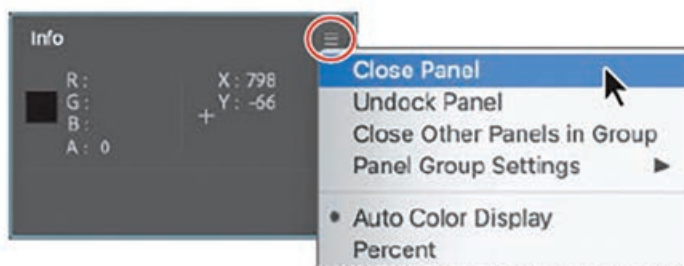 Info
R :
G :
B :
A : 0
X : 798
Y : -66
Close Panel
Undock Panel
Close Other Panels in Group
Panel Group Settings
Auto Color Display
Percent